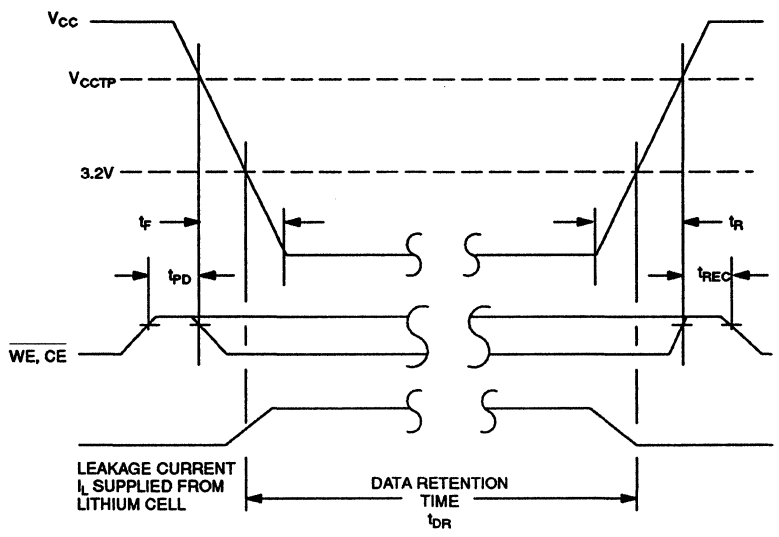 VCC
VCCTP
3.2V
tF
tR
tPD
tREC
WE, CE
LEAKAGE CURRENT
IL SUPPLIED FROM
LITHIUM CELL
DATA RETENTION
TIME
tDR